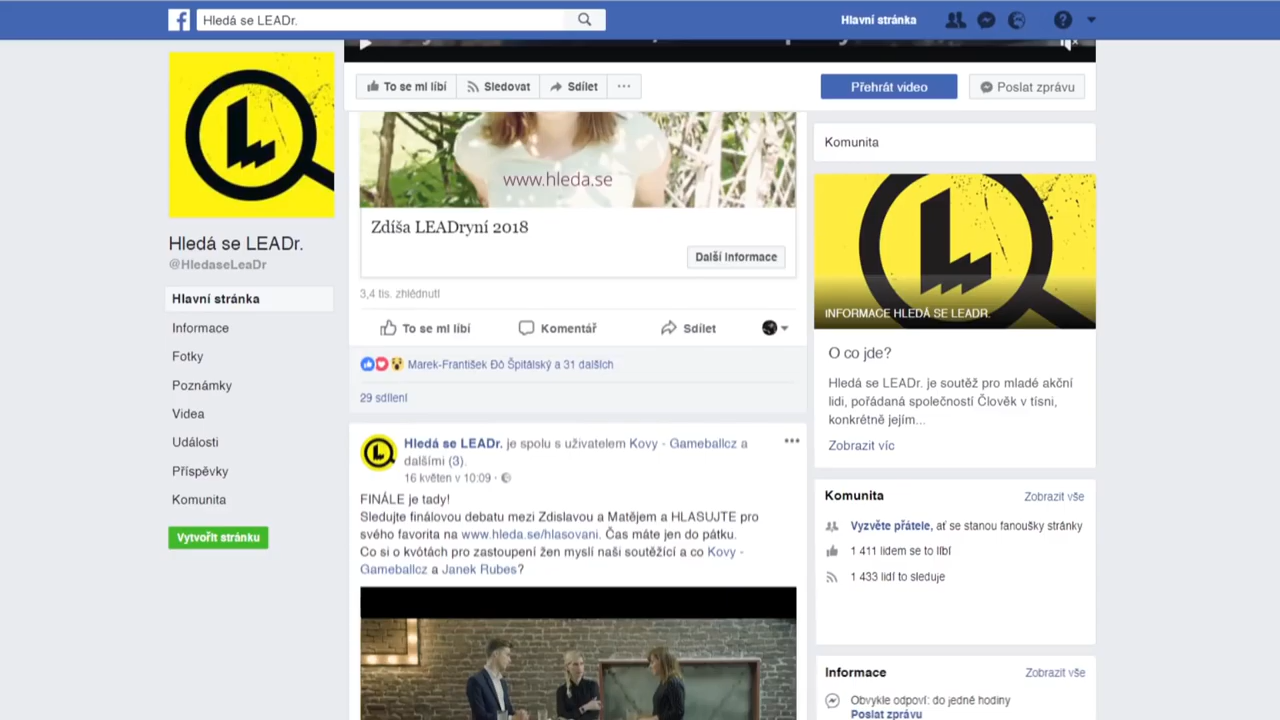 Hledá se LEADr.
Hlavní stránka
To se mi líbí
Sledovat
Sdílet
Přehrát video
Poslat zprávu
Hledá se LEADr.
@HledaseLeaDr
Hlavní stránka
Informace
Fotky
Poznámky
Videa
Události
Příspěvky
Komunita
Vytvořit stránku
www.hleda.se
Zdíša LEADryní 2018
Další informace
3,4 tis. zhlédnutí
To se mi líbí
Komentář
Sdílet
Marek-František Ðô Špitálský a 31 dalších
29 sdílení
Hledá se LEADr. je spolu s uživatelem Kovy - Gameballcz a
dalšími (3).
16 květen v 10:09 ·
FINÁLE je tady!
Sledujte finálovou debatu mezi Zdislavou a Matějem a HLASUJTE pro
svého favorita na www.hleda.se/hlasovani. Čas máte jen do pátku.
Co si o kvótách pro zastoupení žen myslí naši soutěžící a co Kovy -
Gameballcz a Janek Rubes?
Komunita
INFORMACE HLEDÁ SE LEADR.
O co jde?
Hledá se LEADr. je soutěž pro mladé akční
lidi, pořádaná společností Člověk v tísni,
konkrétně jejím...
Zobrazit víc
Komunita
Zobrazit vše
Vyzvěte přátele, ať se stanou fanoušky stránky
1 411 lidem se to líbí
1 433 lidí to sleduje
Informace
Zobrazit vše
Obvykle odpoví: do jedné hodiny
Poslat zprávu